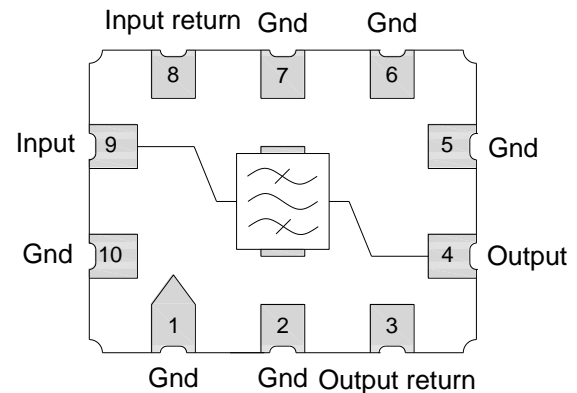 Input return Gnd Gnd
8 7 6
Input 9 5 Gnd
Gnd 10 4 Output
1 2 3
Gnd Gnd Output return